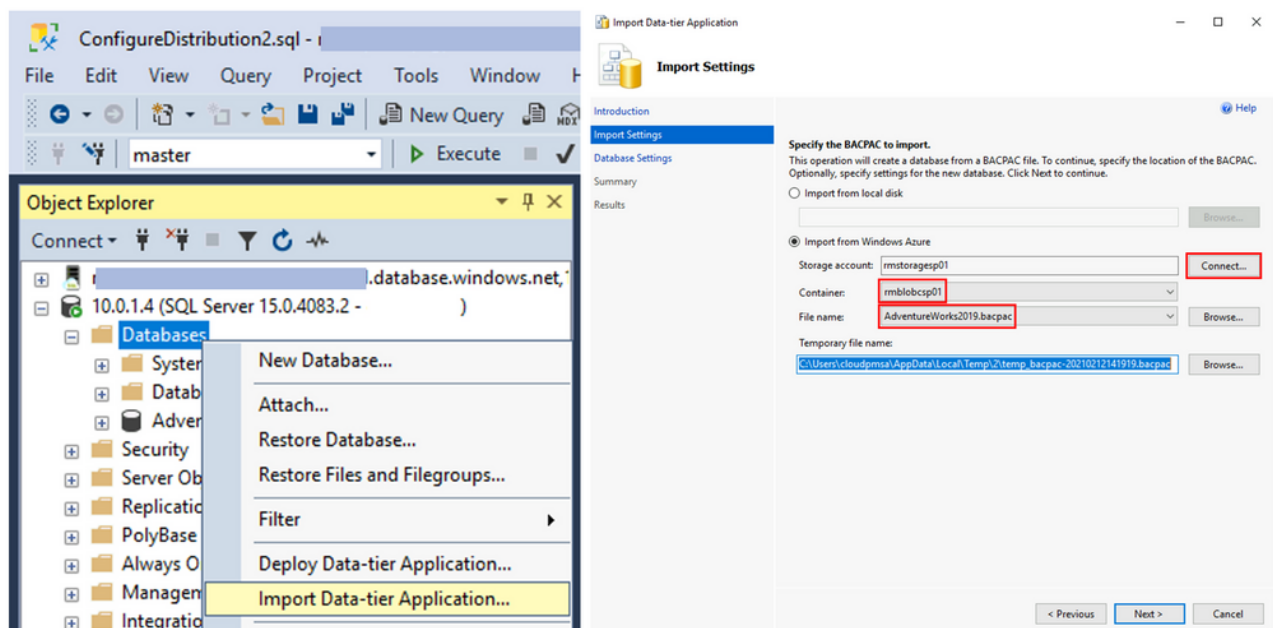 ConfigureDistribution2.sql -
File Edit View Query Project Tools Window H
New Query MDX
master Execute
Object Explorer
Connect
.database.windows.net,
10.0.1.4 (SQL Server 15.0.4083.2 - )
Databases
Syster
Datab
Adver
Security
Server Ob
Replicatio
PolyBase
Always O
Managem
Integratio
New Database...
Attach...
Restore Database...
Restore Files and Filegroups...
Filter
Deploy Data-tier Application...
Import Data-tier Application...
Import Data-tier Application
Import Settings
Introduction
Import Settings
Database Settings
Summary
Results
Help
Specify the BACPAC to import.
This operation will create a database from a BACPAC file. To continue, specify the location of the BACPAC.
Optionally, specify settings for the new database. Click Next to continue.
Import from local disk
Browse...
Import from Windows Azure
Storage account: rmstoragesp01 Connect...
Container: rmblobcsp01
File name: AdventureWorks2019.bacpac Browse...
Temporary file name:
C:\Users\cloudpmsa\AppData\Local\Temp\2\temp_bacpac-20210212141919.bacpac Browse...
< Previous Next > Cancel